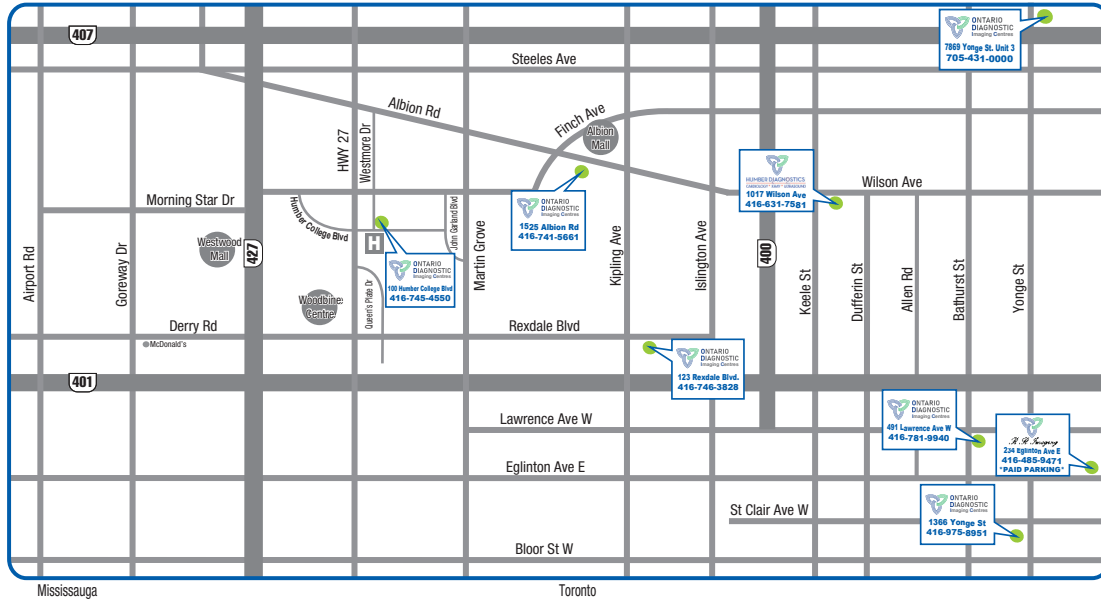 407
Steeles Ave
ONTARIO
DIAGNOSTIC
Imaging Centres
7869 Yonge St. Unit 3
705-431-0000
Albion Rd
Finch Ave
Albion
Mall
HWY 27
Westmore Dr
HUMBER DIAGNOSTICS
1017 Wilson Ave
416-631-7581
Wilson Ave
Morning Star Dr
Humber College Blvd
John Garland Blvd
ONTARIO
DIAGNOSTIC
Imaging Centres
1525 Albion Rd
416-741-5661
Westwood
Mall
427
H
ONTARIO
DIAGNOSTIC
Imaging Centres
100 Humber College Blvd
416-745-4550
Airport Rd
Goreway Dr
Queen's Plate Dr
Martin Grove
Kipling Ave
Islington Ave
400
Keele St
Dufferin St
Allen Rd
Bathurst St
Yonge St
Woodbine
Centre
Derry Rd
Rexdale Blvd
McDonald's
ONTARIO
DIAGNOSTIC
Imaging Centres
123 Rexdale Blvd.
416-746-3828
401
Lawrence Ave W
ONTARIO
DIAGNOSTIC
Imaging Centres
491 Lawrence Ave W
416-781-9940
Imaging
234 Eglinton Ave E
416-485-9471
*PAID PARKING*
Eglinton Ave E
ONTARIO
DIAGNOSTIC
Imaging Centres
1366 Yonge St
416-975-8951
St Clair Ave W
Bloor St W
Mississauga
Toronto